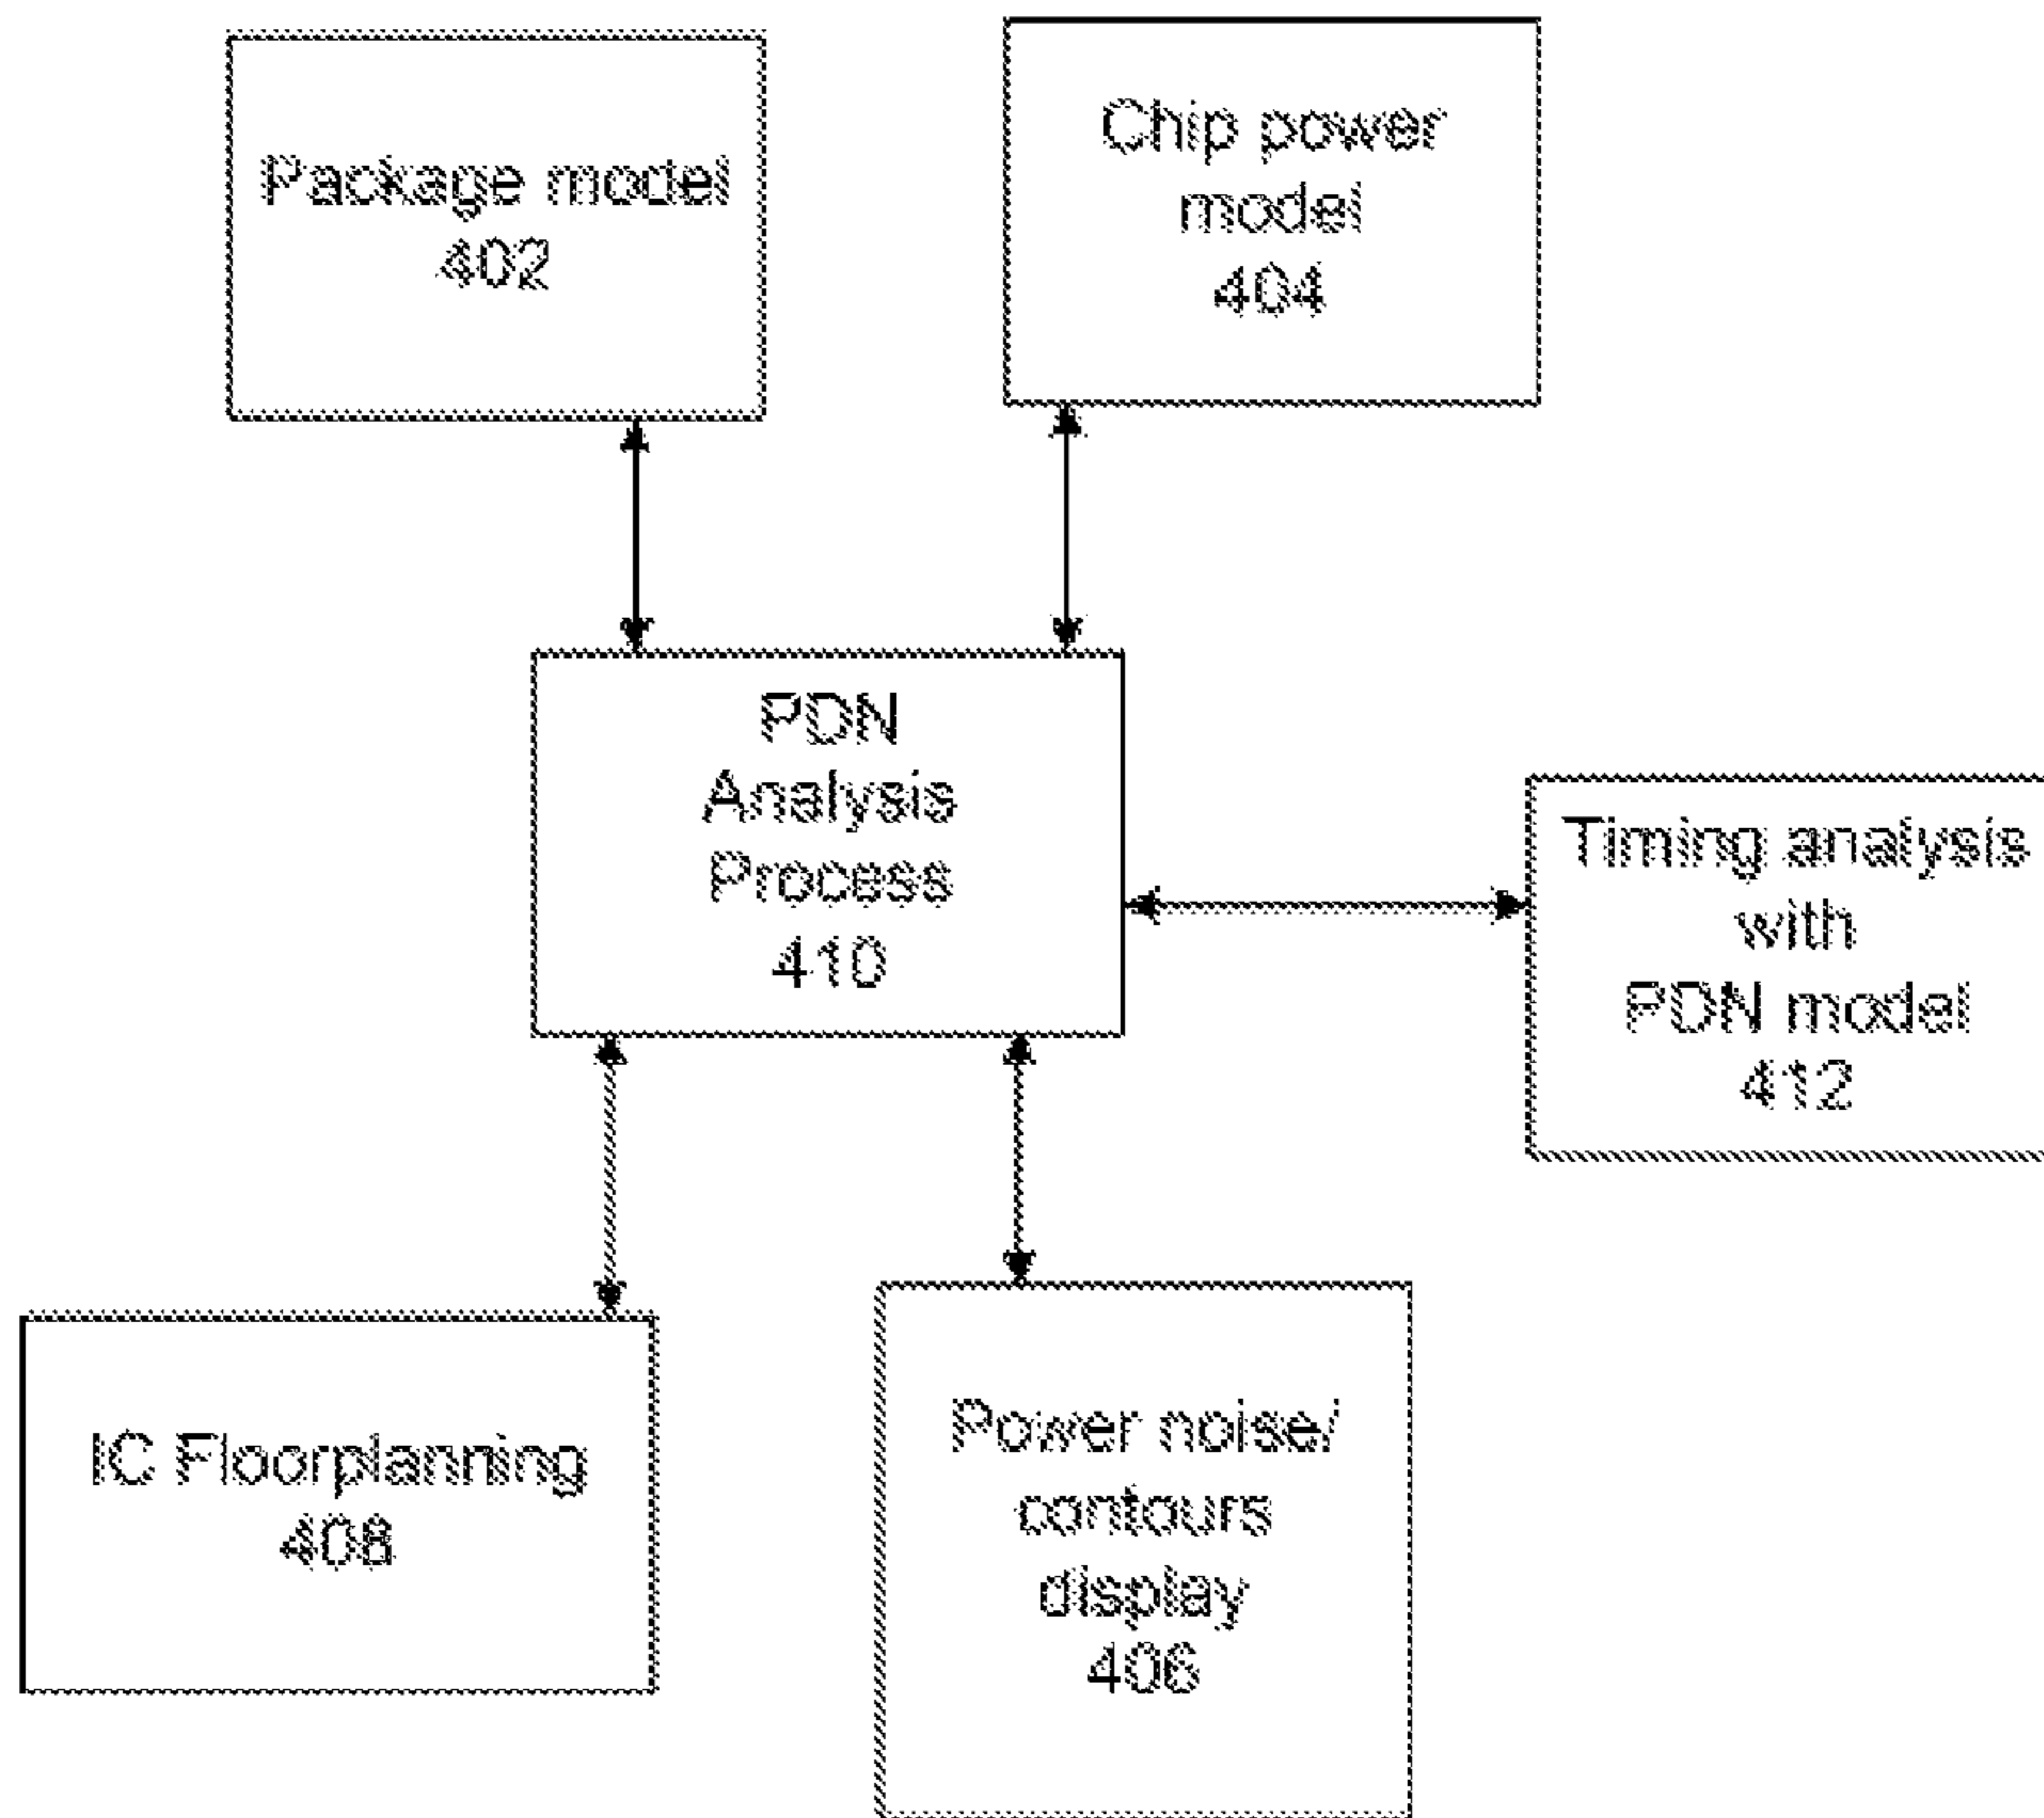 Package model
402
Chip power
model
404
PDN
Analysis
Process
410
Timing analysis
with
PDN model
412
IC Floorplanning
408
Power noise/
contours
display
406